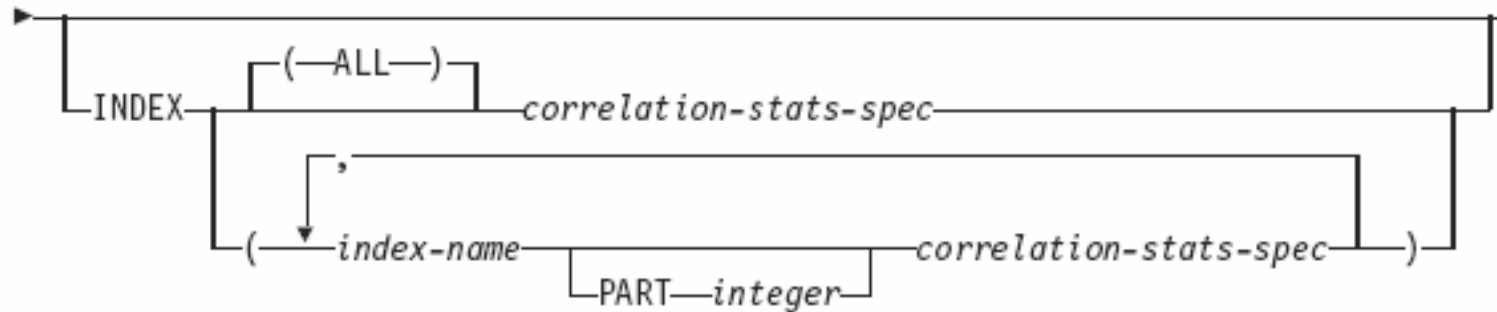 ( ALL )
INDEX correlation-stats-spec
,
( index-name correlation-stats-spec )
PART integer